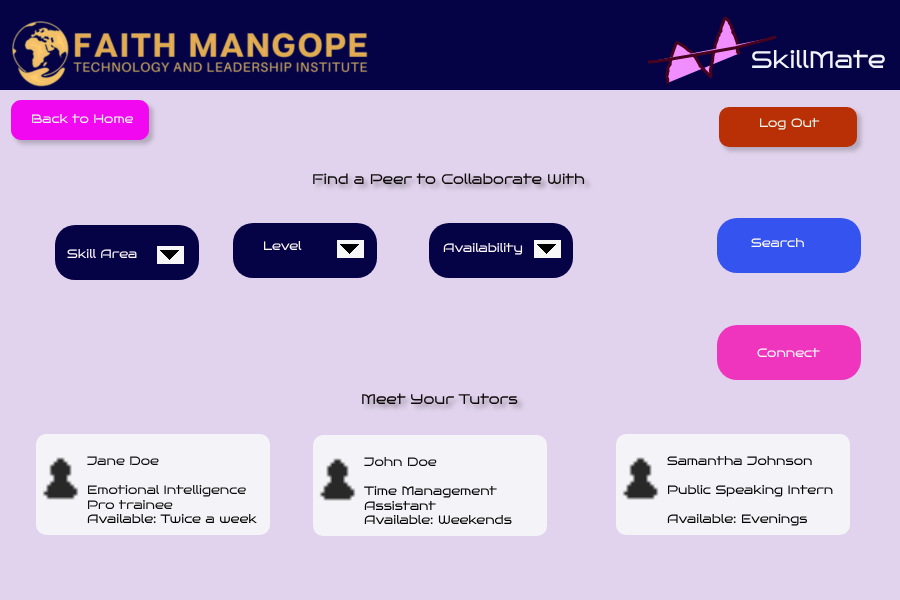 FAITH MANGOPE
TECHNOLOGY AND LEADERSHIP INSTITUTE
SkillMate
Back to Home
Log Out
Find a Peer to Collaborate With
Skill Area
Level
Availability
Search
Connect
Meet Your Tutors
Jane Doe
Emotional Intelligence
Pro trainee
Available: Twice a week
John Doe
Time Management
Assistant
Available: Weekends
Samantha Johnson
Public Speaking Intern
Available: Evenings